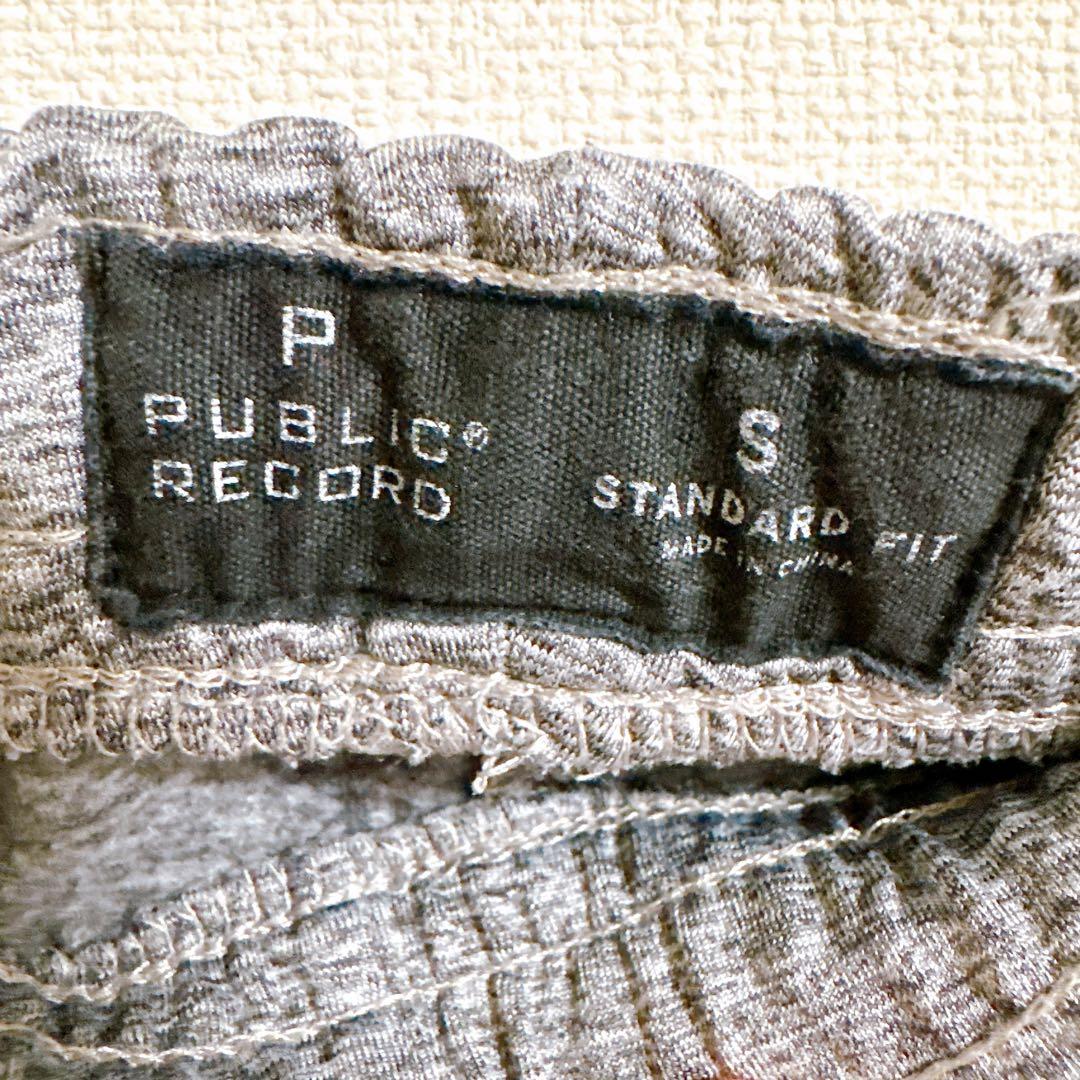 P
PUBLIC®
RECORD
S
STANDARD FIT
MADE IN CHINA